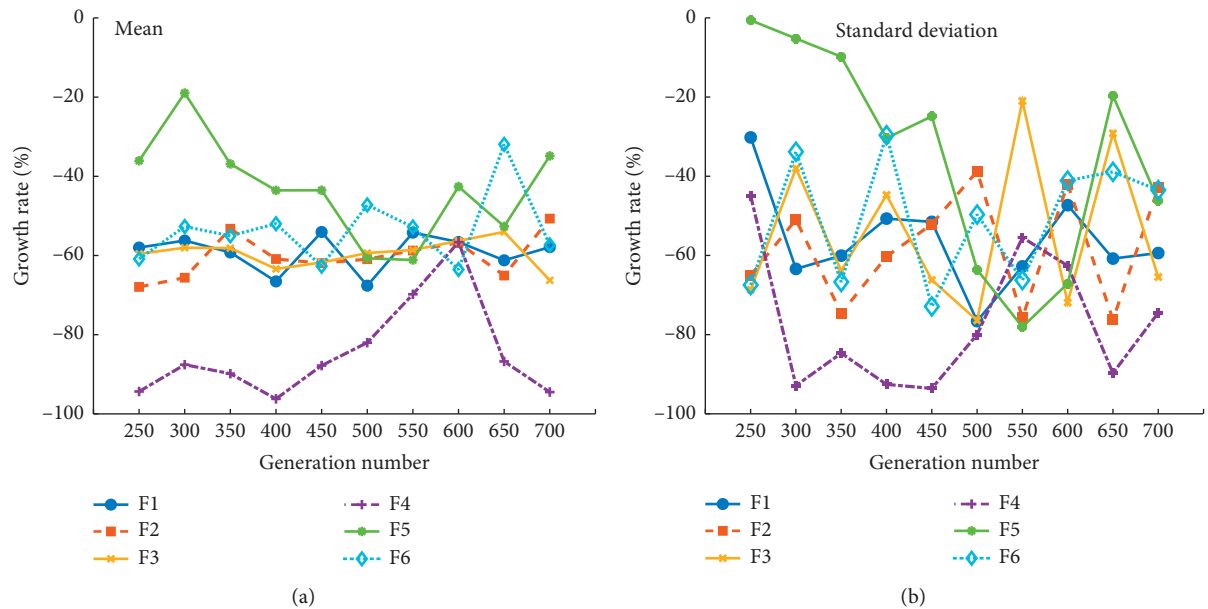 Mean
Growth rate (%)
0
–20
–40
–60
–80
–100
250 300 350 400 450 500 550 600 650 700
Generation number
F1
F2
F3
F4
F5
F6
(a)
Standard deviation
Growth rate (%)
0
–20
–40
–60
–80
–100
250 300 350 400 450 500 550 600 650 700
Generation number
F1
F2
F3
F4
F5
F6
(b)